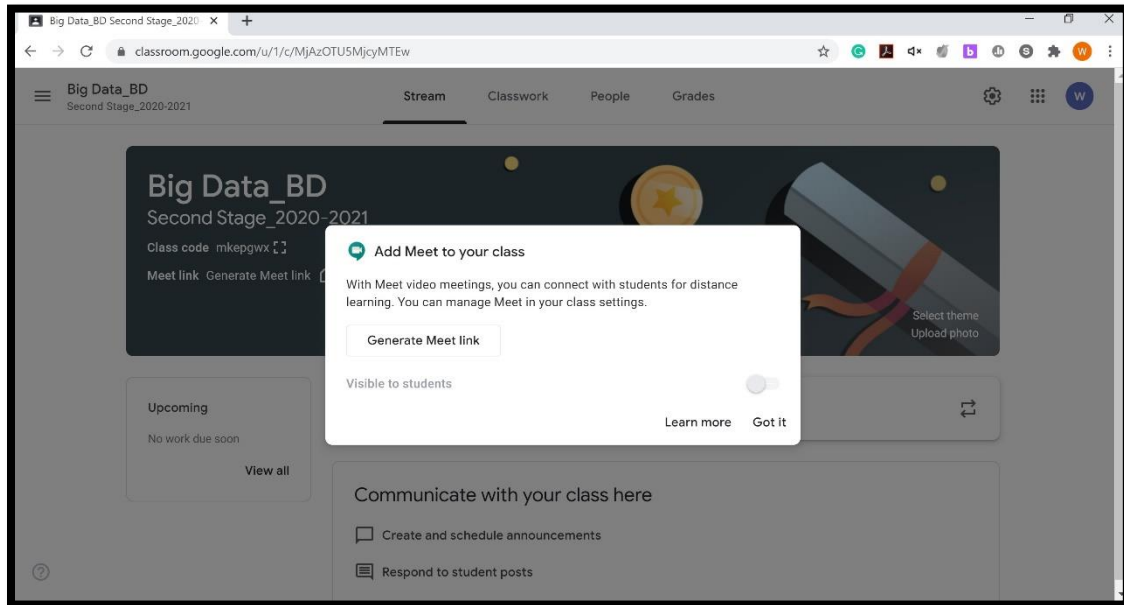 Big Data_BD Second Stage_2020-
classroom.google.com/u/1/c/MjAzOTU5MjcyMTEw
Big Data_BD
Second Stage_2020-2021
Stream
Classwork
People
Grades
W
W
Big Data_BD
Second Stage_2020-2021
Class code mkepgwx
Meet link Generate Meet link
Select theme
Upload photo
Add Meet to your class
With Meet video meetings, you can connect with students for distance
learning. You can manage Meet in your class settings.
Generate Meet link
Visible to students
Learn more
Got it
Upcoming
No work due soon
View all
Communicate with your class here
Create and schedule announcements
Respond to student posts